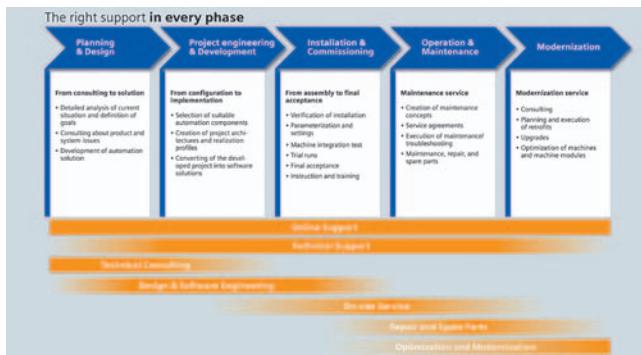 The right support in every phase
Planning
& Design
Project engineering
& Development
Installation &
Commissioning
Operation &
Maintenance
Modernization
From consulting to solution
• Detailed analysis of current
situation and definition of
goals
• Consulting about product and
system issues
• Development of automation
solution
From configuration to
implementation
• Selection of suitable
automation components
• Creation of project archi-
tectures and realization
profiles
• Converting of the devel-
oped project into software
solutions
From assembly to final
acceptance
• Verification of installation
• Parameterization and
settings
• Machine integration test
• Trial runs
• Final acceptance
• Instruction and training
Maintenance service
• Creation of maintenance
concepts
• Service agreements
• Execution of maintenance/
troubleshooting
• Maintenance, repair, and
spare parts
Modernization service
• Consulting
• Planning and execution
of retrofits
• Upgrades
• Optimization of machines
and machine modules
Online Support
Technical Support
Technical Consulting
Design & Software Engineering
On-site Service
Repair and Spare Parts
Optimization and Modernization